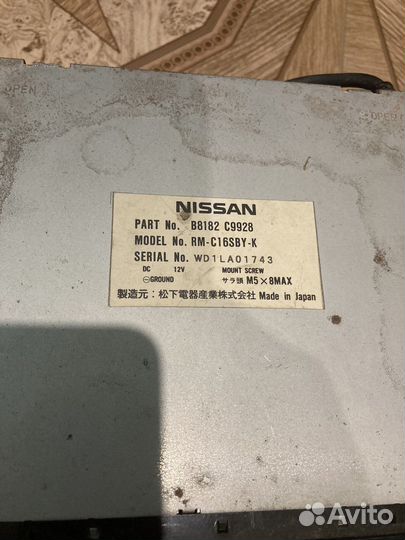 OPEN
OPEN
NISSAN
PART No. B8182 C9928
MODEL No. RM-C16SBY-K
SERIAL No. WD1LA01743
DC 12V MOUNT SCREW
⊖GROUND サラ頭 M5×8MAX
製造元：松下電器産業株式会社 Made in Japan
Avito